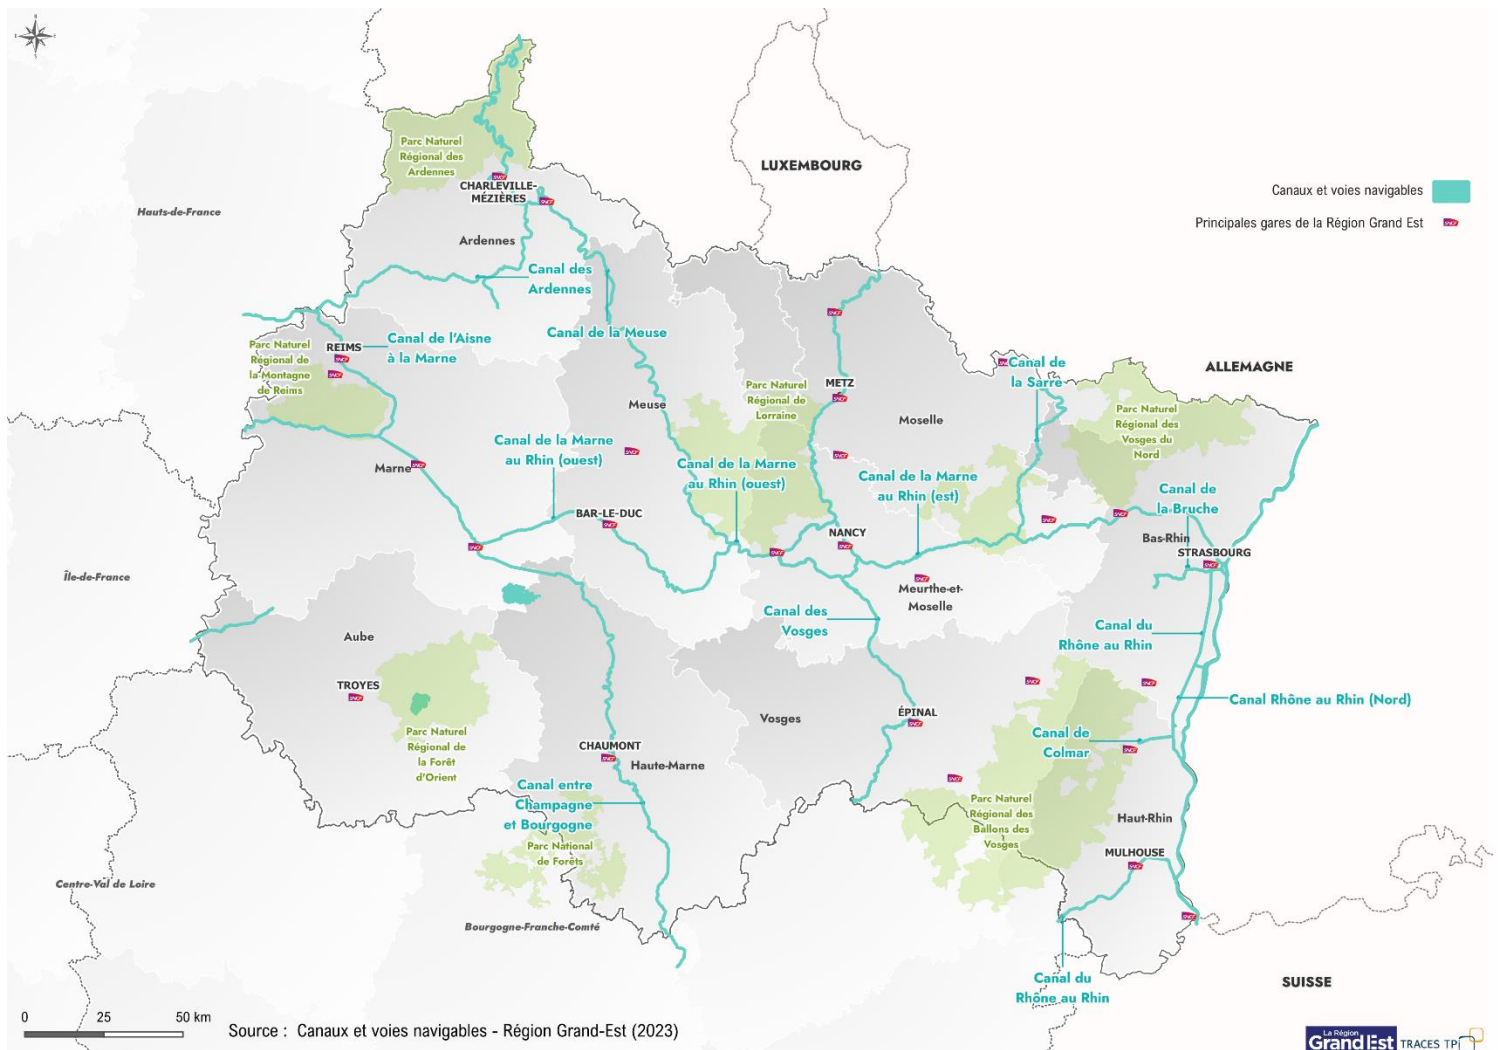 LUXEMBOURG
Canaux et voies navigables
Principales gares de la Région Grand Est
Parc Naturel
Régional des
Ardennes
CHARLEVILLE-
MÉZIÈRES
Hauts-de-France
Ardennes
Canal des
Ardennes
Canal de la Meuse
Canal de l'Aisne
à la Marne
REIMS
Parc Naturel
Régional de
la Montagne
de Reims
Canal de
la Sarre
ALLEMAGNE
METZ
Parc Naturel
Régional de
Lorraine
Meuse
Moselle
Parc Naturel
Régional des
Vosges du
Nord
Marne
Canal de la Marne
au Rhin (ouest)
Canal de la Marne
au Rhin (ouest)
Canal de la Marne
au Rhin (est)
Canal de
la Bruche
BAR-LE-DUC
NANCY
Bas-Rhin
STRASBOURG
Île-de-France
Meurthe-et-
Moselle
Canal des
Vosges
Canal du
Rhône au Rhin
Aube
TROYES
Canal Rhône au Rhin (Nord)
Vosges
ÉPINAL
Parc Naturel
Régional de
la Forêt
d'Orient
CHAUMONT
Haute-Marne
Canal de
Colmar
Canal entre
Champagne
et Bourgogne
Parc National
de Forêts
Parc Naturel
Régional des
Ballons des
Vosges
Haut-Rhin
MULHOUSE
Centre-Val de Loire
Bourgogne-Franche-Comté
Canal du
Rhône au Rhin
SUISSE
0 25 50 km
Source : Canaux et voies navigables - Région Grand-Est (2023)
La Région
Grand Est
TRACES TPi